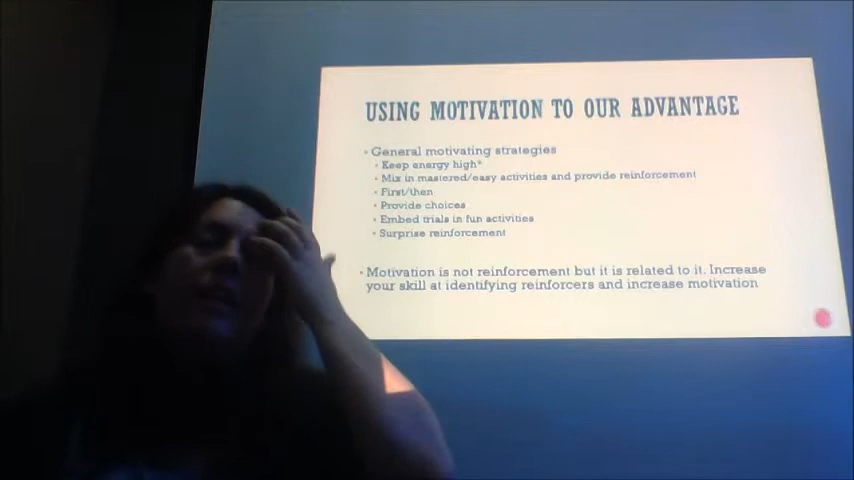 USING MOTIVATION TO OUR ADVANTAGE
• General motivating strategies
• Keep energy high*
• Mix in mastered/easy activities and provide reinforcement
• First/then
• Provide choices
• Embed trials in fun activities
• Surprise reinforcement
• Motivation is not reinforcement but it is related to it. Increase
your skill at identifying reinforcers and increase motivation